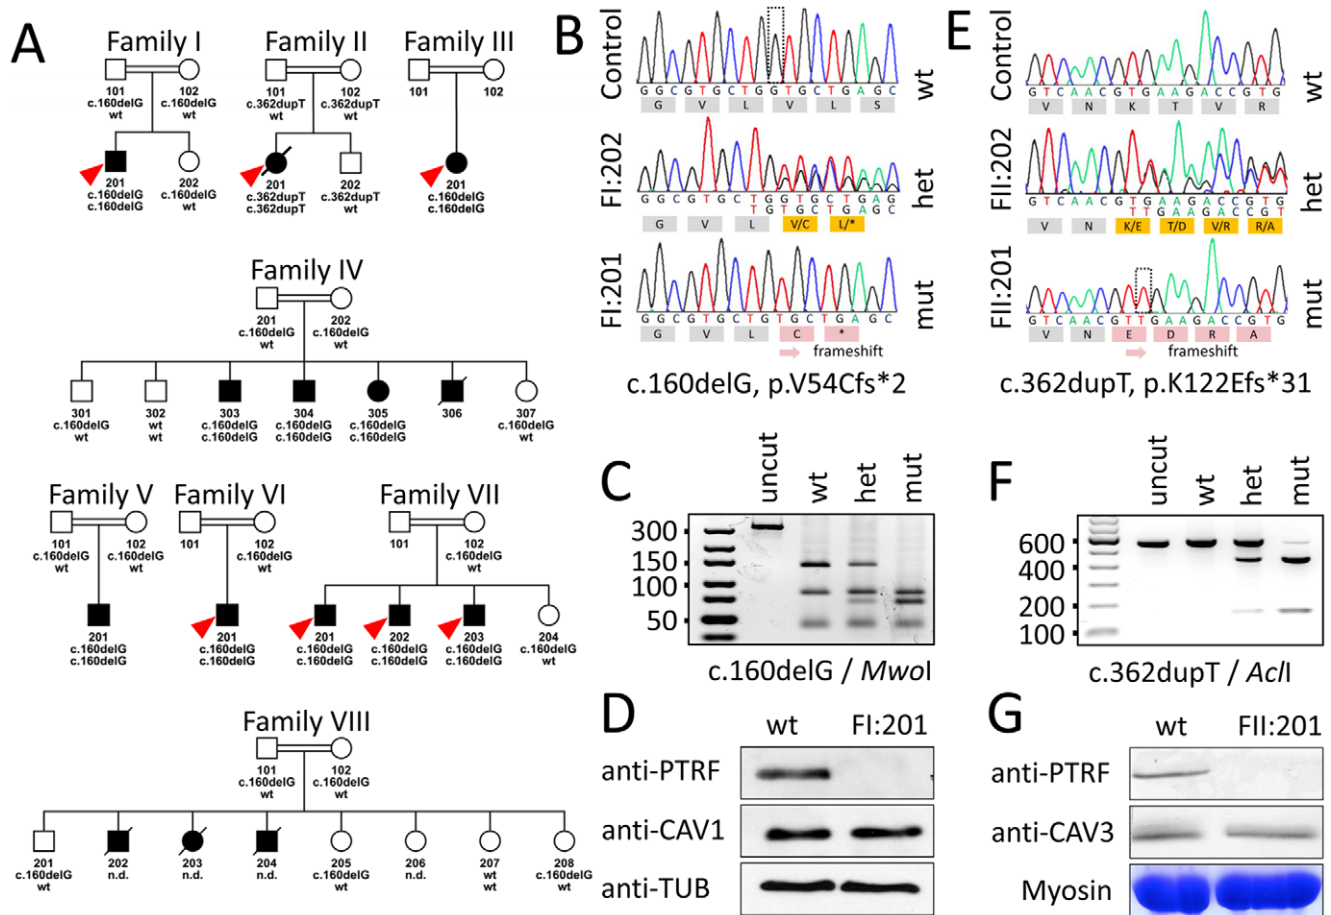 A
Family I
101
c.160delG
wt
102
c.160delG
wt
201
c.160delG
c.160delG
202
c.160delG
wt
Family II
101
c.362dupT
wt
102
c.362dupT
wt
201
c.362dupT
c.362dupT
202
c.362dupT
wt
Family III
101
102
201
c.160delG
c.160delG
Family IV
201
c.160delG
wt
202
c.160delG
wt
301
c.160delG
wt
302
wt
wt
303
c.160delG
c.160delG
304
c.160delG
c.160delG
305
c.160delG
c.160delG
306
307
c.160delG
wt
Family V
101
c.160delG
wt
102
c.160delG
wt
201
c.160delG
c.160delG
Family VI
101
102
c.160delG
wt
201
c.160delG
c.160delG
Family VII
101
102
c.160delG
wt
201
c.160delG
c.160delG
202
c.160delG
c.160delG
203
c.160delG
c.160delG
204
c.160delG
wt
Family VIII
101
c.160delG
wt
102
c.160delG
wt
201
c.160delG
wt
202
n.d.
203
n.d.
204
n.d.
205
c.160delG
wt
206
n.d.
207
wt
wt
208
c.160delG
wt
B
Control
G G C G T G C T G G T G C T G A G C
G V L V L S
wt
FI:202
G G C G T G C T G G T G C T G A G
T G T G C T G A G C
G V L V/C L/*
het
FI:201
G G C G T G C T G T G C T G A G C
G V L C *
mut
frameshift
c.160delG, p.V54Cfs*2
C
uncut wt het mut
300
150
100
50
c.160delG / MwoI
D
wt FI:201
anti-PTRF
anti-CAV1
anti-TUB
E
Control
G T C A A C G T G A A G A C C G T G
V N K T V R
wt
FII:202
G T C A A C G T G A A G A C C G T G
T T G A A G A C C G T
V N K/E T/D V/R R/A
het
FII:201
G T C A A C G T T G A A G A C C G T G
V N E D R A
mut
frameshift
c.362dupT, p.K122Efs*31
F
uncut wt het mut
600
400
200
100
c.362dupT / AclI
G
wt FII:201
anti-PTRF
anti-CAV3
Myosin